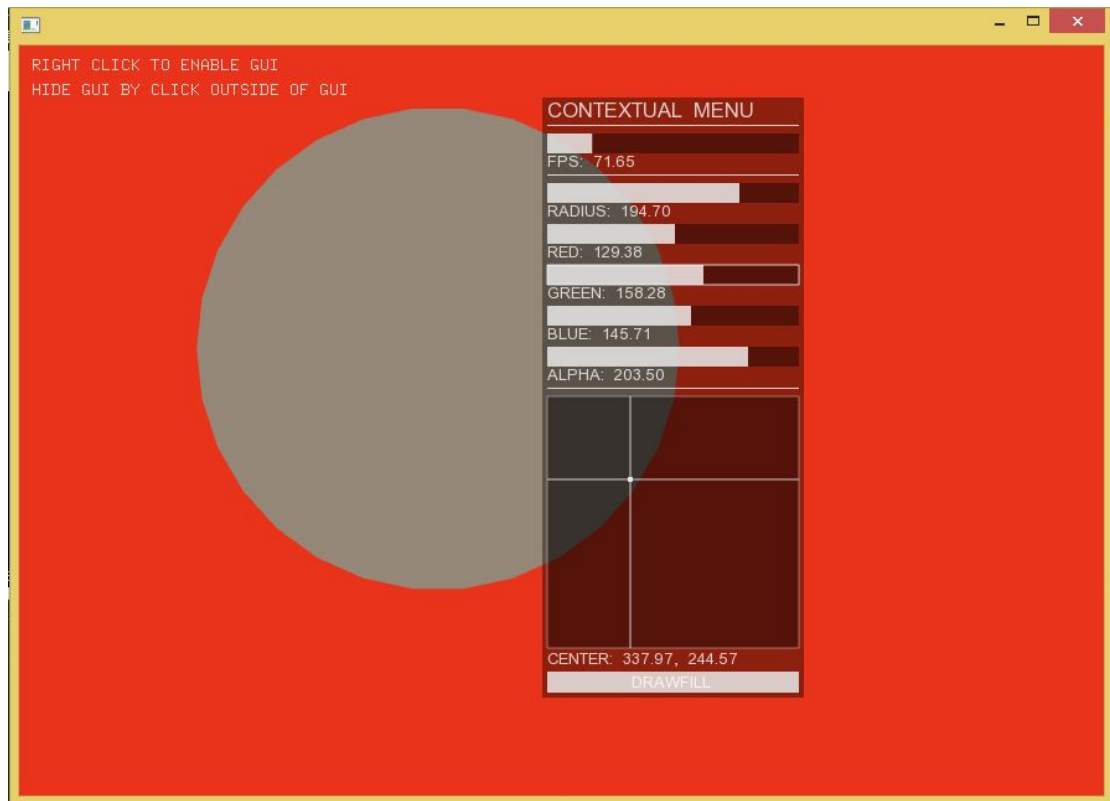 RIGHT CLICK TO ENABLE GUI
HIDE GUI BY CLICK OUTSIDE OF GUI
CONTEXTUAL MENU
FPS: 71.65
RADIUS: 194.70
RED: 129.38
GREEN: 158.28
BLUE: 145.71
ALPHA: 203.50
CENTER: 337.97, 244.57
DRAWFILL